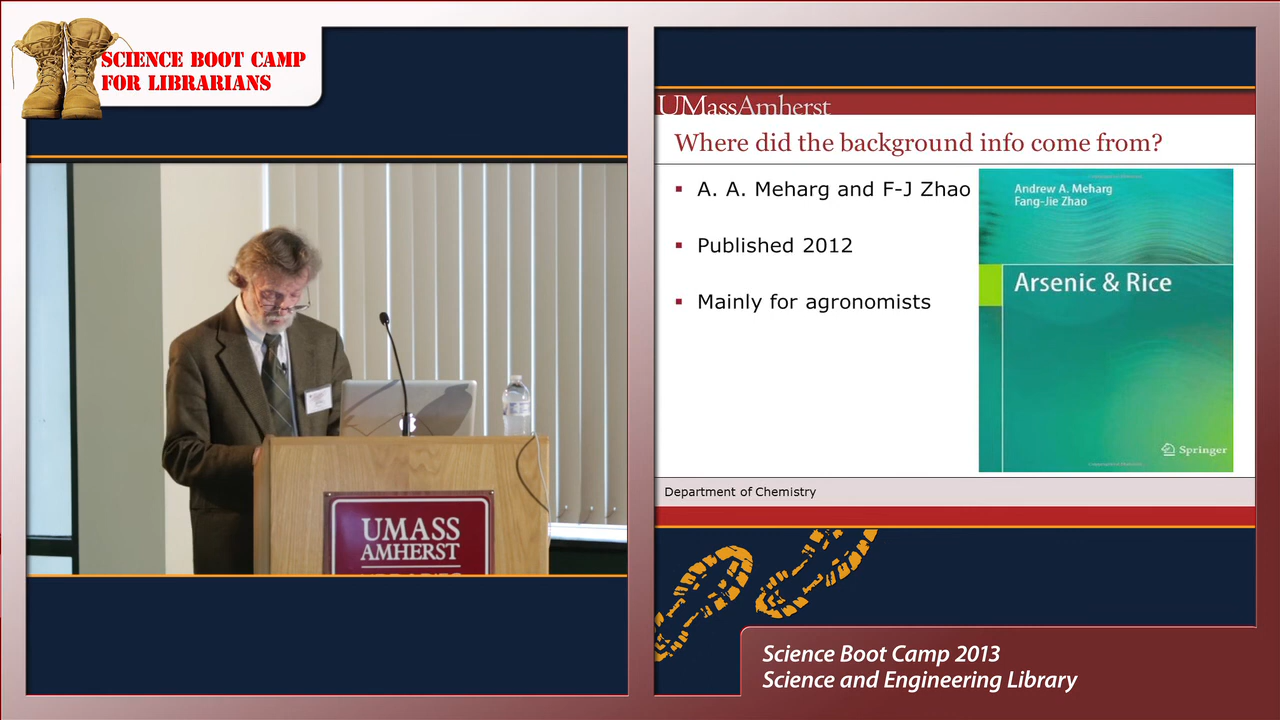 SCIENCE BOOT CAMP
FOR LIBRARIANS
UMASS
AMHERST
LIBRARIES
UMassAmherst
Where did the background info come from?
▪ A. A. Meharg and F-J Zhao
▪ Published 2012
▪ Mainly for agronomists
Andrew A. Meharg
Fang-Jie Zhao
Arsenic & Rice
Springer
Department of Chemistry
Science Boot Camp 2013
Science and Engineering Library